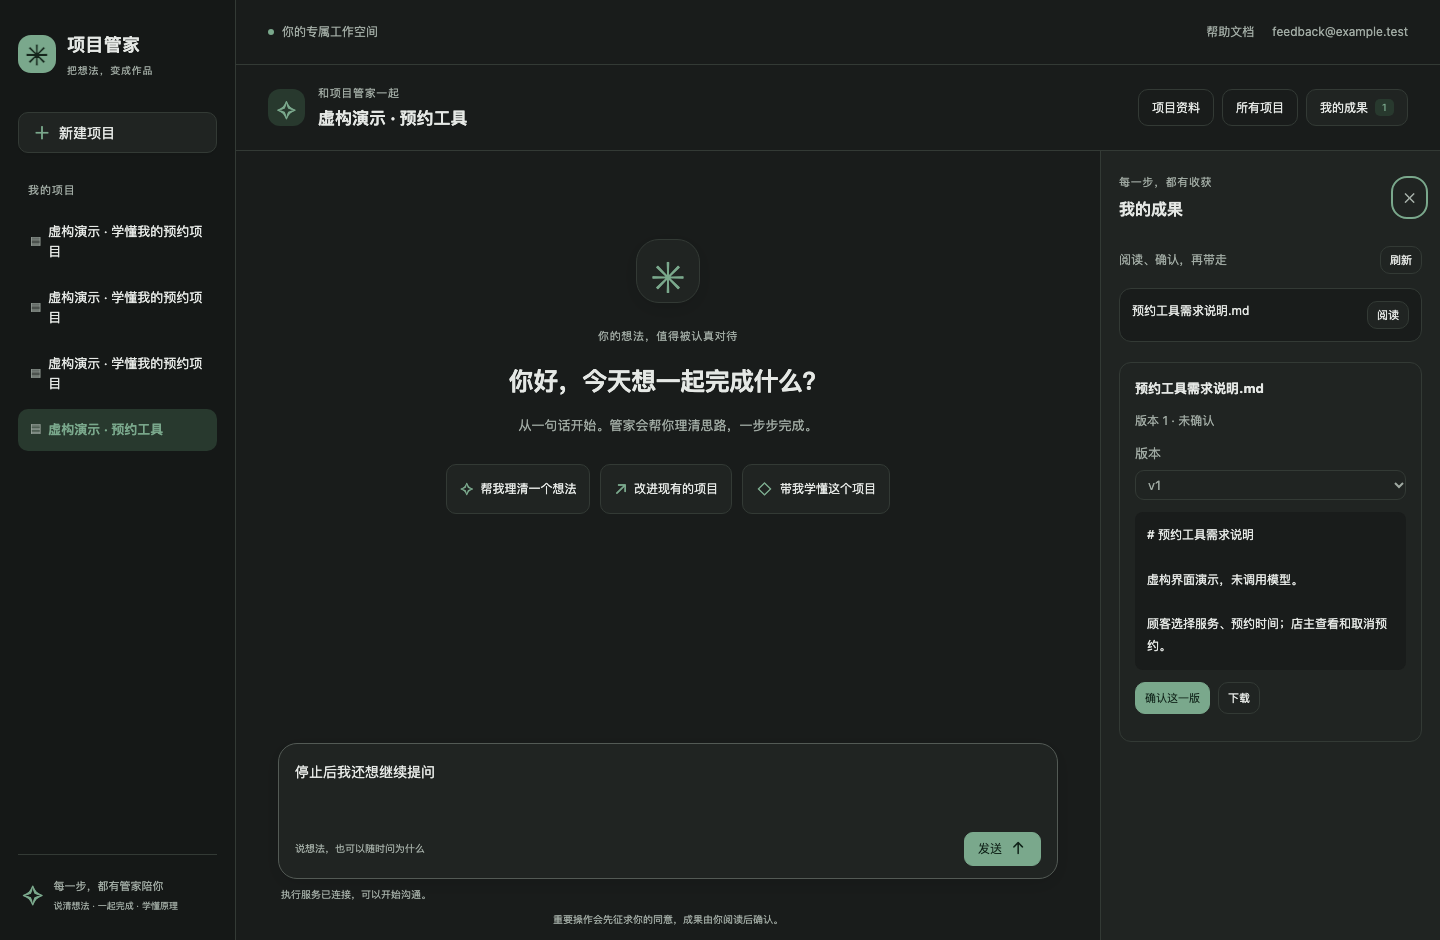 项目管家
把想法，变成作品
新建项目
我的项目
虚构演示 · 学懂我的预约项
目
虚构演示 · 学懂我的预约项
目
虚构演示 · 学懂我的预约项
目
虚构演示 · 预约工具
每一步，都有管家陪你
说清想法 · 一起完成 · 学懂原理
你的专属工作空间
帮助文档
feedback@example.test
和项目管家一起
虚构演示 · 预约工具
项目资料
所有项目
我的成果 1
你的想法，值得被认真对待
你好，今天想一起完成什么？
从一句话开始。管家会帮你理清思路，一步步完成。
帮我理清一个想法
改进现有的项目
带我学懂这个项目
停止后我还想继续提问
说想法，也可以随时问为什么
发送
执行服务已连接，可以开始沟通。
重要操作会先征求你的同意，成果由你阅读后确认。
每一步，都有收获
我的成果
阅读、确认，再带走
刷新
预约工具需求说明.md
阅读
预约工具需求说明.md
版本 1 · 未确认
版本
v1
# 预约工具需求说明
虚构界面演示，未调用模型。
顾客选择服务、预约时间；店主查看和取消预
约。
确认这一版
下载